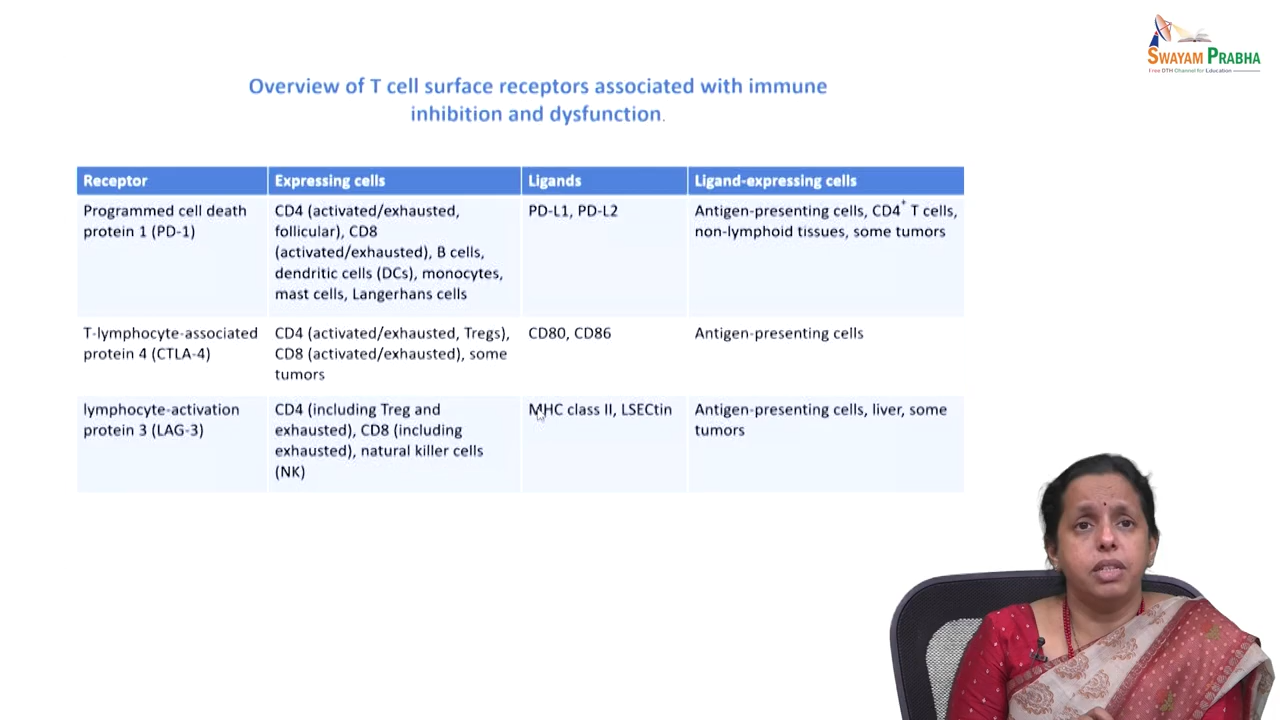 SWAYAM PRABHA
Free DTH Channel for Education
Overview of T cell surface receptors associated with immune
inhibition and dysfunction.
Receptor
Expressing cells
Ligands
Ligand-expressing cells
Programmed cell death
protein 1 (PD-1)
CD4 (activated/exhausted,
follicular), CD8
(activated/exhausted), B cells,
dendritic cells (DCs), monocytes,
mast cells, Langerhans cells
PD-L1, PD-L2
Antigen-presenting cells, CD4+ T cells,
non-lymphoid tissues, some tumors
T-lymphocyte-associated
protein 4 (CTLA-4)
CD4 (activated/exhausted, Tregs),
CD8 (activated/exhausted), some
tumors
CD80, CD86
Antigen-presenting cells
lymphocyte-activation
protein 3 (LAG-3)
CD4 (including Treg and
exhausted), CD8 (including
exhausted), natural killer cells
(NK)
MHC class II, LSECtin
Antigen-presenting cells, liver, some
tumors